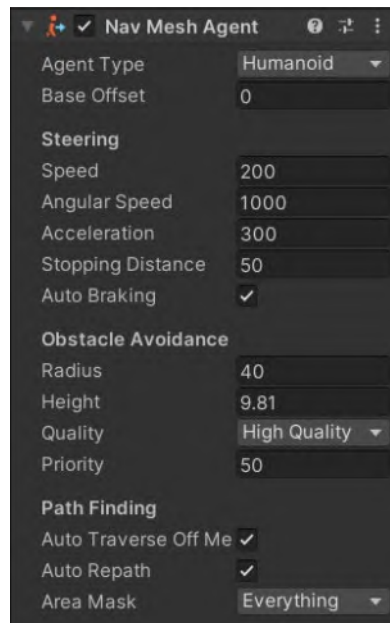 Nav Mesh Agent
Agent Type Humanoid
Base Offset 0
Steering
Speed 200
Angular Speed 1000
Acceleration 300
Stopping Distance 50
Auto Braking
Obstacle Avoidance
Radius 40
Height 9.81
Quality High Quality
Priority 50
Path Finding
Auto Traverse Off Me
Auto Repath
Area Mask Everything